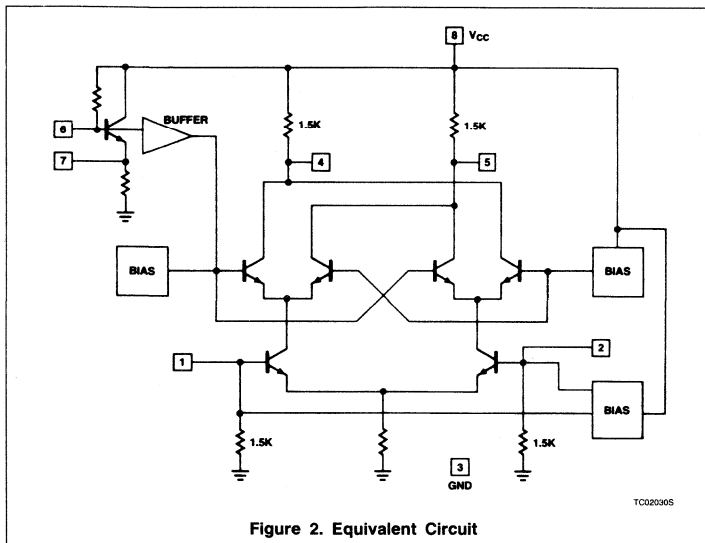 8 VCC
6
BUFFER
1.5K
1.5K
7
4
5
BIAS
BIAS
1
2
BIAS
1.5K
1.5K
3
GND
TC02030S
Figure 2. Equivalent Circuit